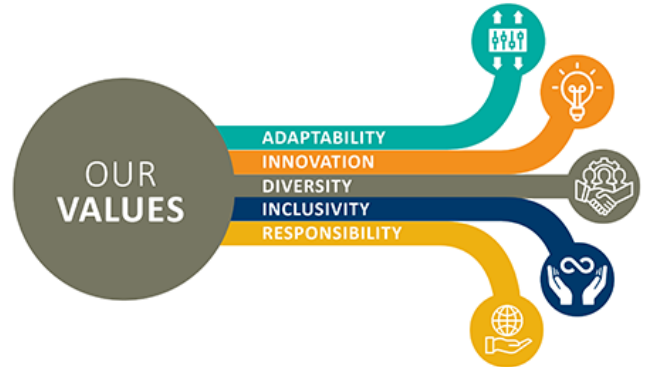 OUR
VALUES
ADAPTABILITY
INNOVATION
DIVERSITY
INCLUSIVITY
RESPONSIBILITY